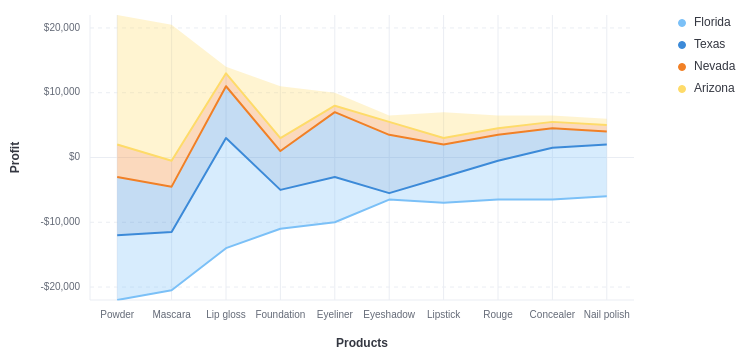 $20,000
$10,000
$0
-$10,000
-$20,000
Profit
Powder
Mascara
Lip gloss
Foundation
Eyeliner
Eyeshadow
Lipstick
Rouge
Concealer
Nail polish
Products
Florida
Texas
Nevada
Arizona